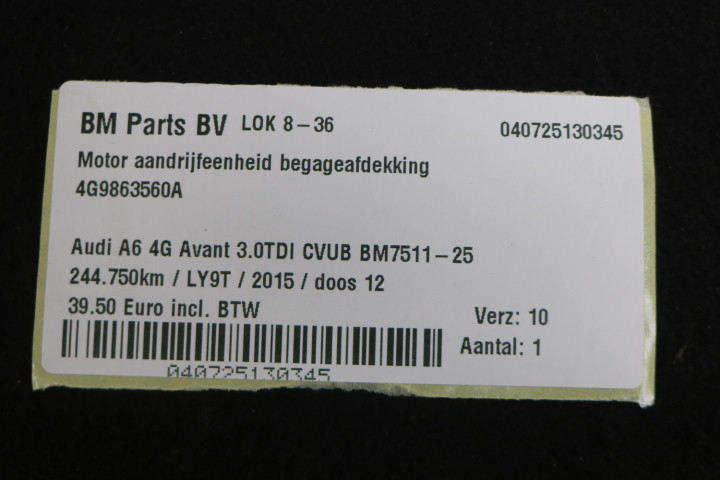 BM Parts BV LOK 8-36 040725130345
Motor aandrijfeenheid begageafdekking
4G9863560A
Audi A6 4G Avant 3.0TDI CVUB BM7511-25
244.750km / LY9T / 2015 / doos 12
39.50 Euro incl. BTW
Verz: 10
Aantal: 1
040725130345